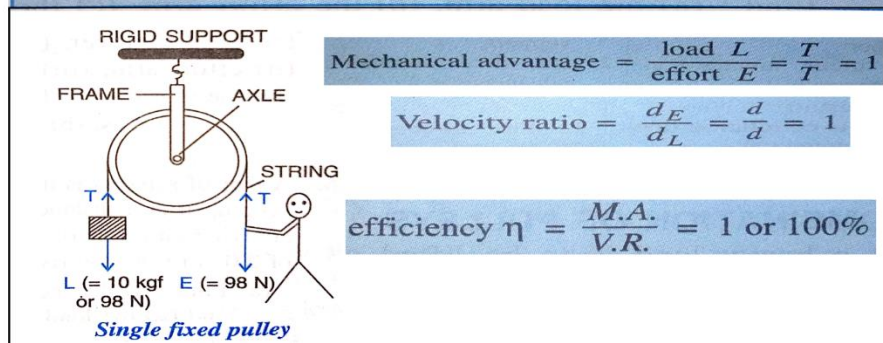 RIGID SUPPORT
FRAME
AXLE
STRING
T
T
L (= 10 kgf
or 98 N)
E (= 98 N)
Single fixed pulley
Mechanical advantage = load L / effort E = T / T = 1
Velocity ratio = d_E / d_L = d / d = 1
efficiency η = M.A. / V.R. = 1 or 100%